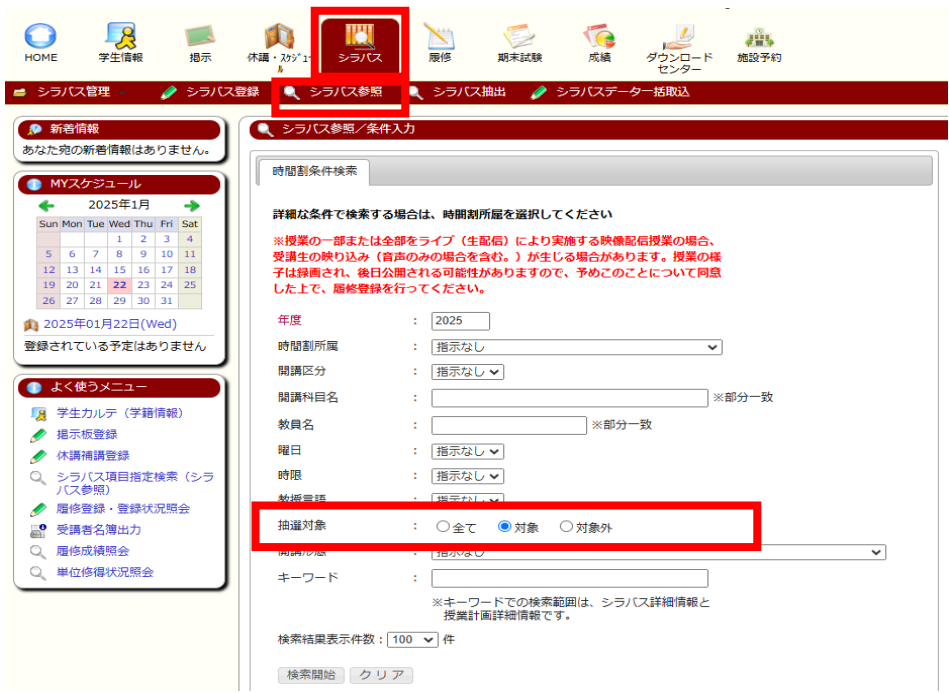 HOME
学生情報
掲示
休講・スケジュー
ル
シラバス
履修
期末試験
成績
ダウンロード
センター
施設予約
シラバス管理
シラバス登録
シラバス参照
シラバス抽出
シラバスデータ一括取込
新着情報
あなた宛の新着情報はありません。
MYスケジュール
2025年1月
Sun Mon Tue Wed Thu Fri Sat
1 2 3 4
5 6 7 8 9 10 11
12 13 14 15 16 17 18
19 20 21 22 23 24 25
26 27 28 29 30 31
2025年01月22日(Wed)
登録されている予定はありません
よく使うメニュー
学生カルテ（学籍情報）
掲示板登録
休講補講登録
シラバス項目指定検索（シラ
バス参照）
履修登録・登録状況照会
受講者名簿出力
履修成績照会
単位修得状況照会
シラバス参照／条件入力
時間割条件検索
詳細な条件で検索する場合は、時間割所属を選択してください
※授業の一部または全部をライブ（生配信）により実施する映像配信授業の場合、
受講生の映り込み（音声のみの場合を含む。）が生じる場合があります。授業の様
子は録画され、後日公開される可能性がありますので、予めこのことについて同意
した上で、履修登録を行ってください。
年度 : 2025
時間割所属 : 指示なし
開講区分 : 指示なし
開講科目名 : ※部分一致
教員名 : ※部分一致
曜日 : 指示なし
時限 : 指示なし
教授言語 : 指示なし
抽選対象 : 全て 対象 対象外
開講形態 : 指示なし
キーワード :
※キーワードでの検索範囲は、シラバス詳細情報と
授業計画詳細情報です。
検索結果表示件数 : 100 件
検索開始 クリア